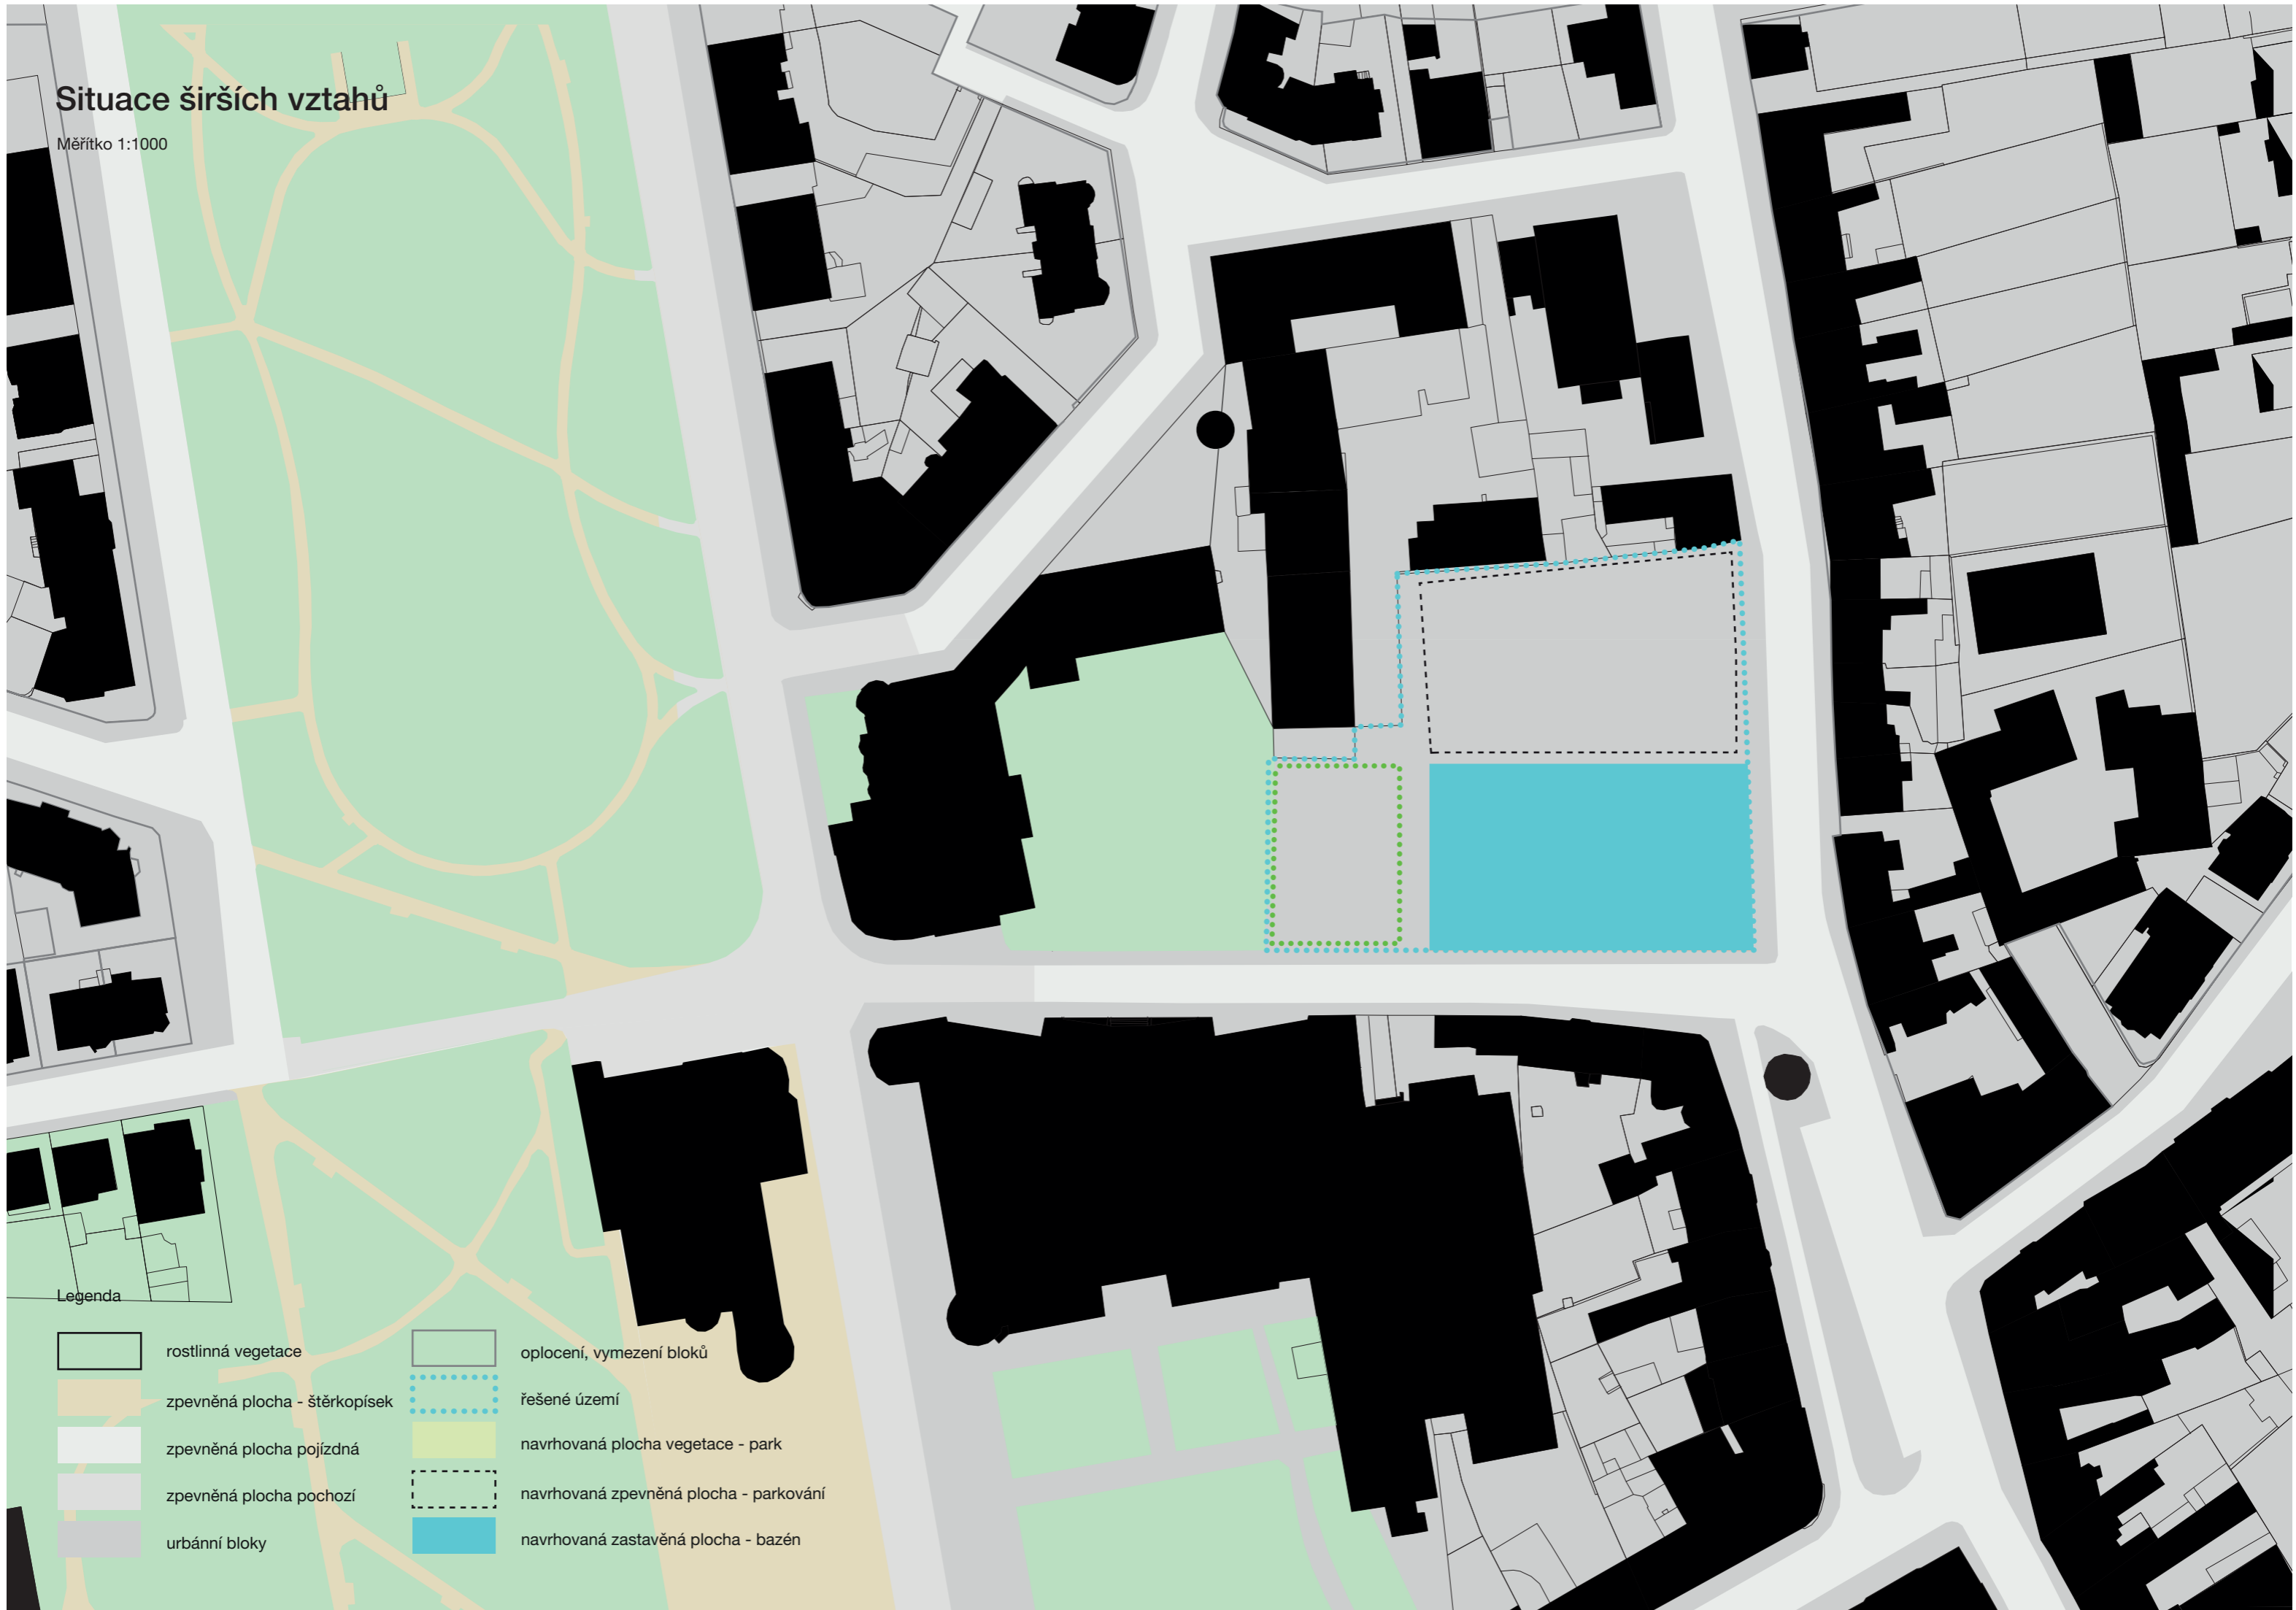 Situace širších vztahů
Měřítko 1:1000
Legenda
rostlinná vegetace
zpevněná plocha - štěrkopísek
zpevněná plocha pojízdná
zpevněná plocha pochozí
urbánní bloky
oplocení, vymezení bloků
řešené území
navrhovaná plocha vegetace - park
navrhovaná zpevněná plocha - parkování
navrhovaná zastavěná plocha - bazén